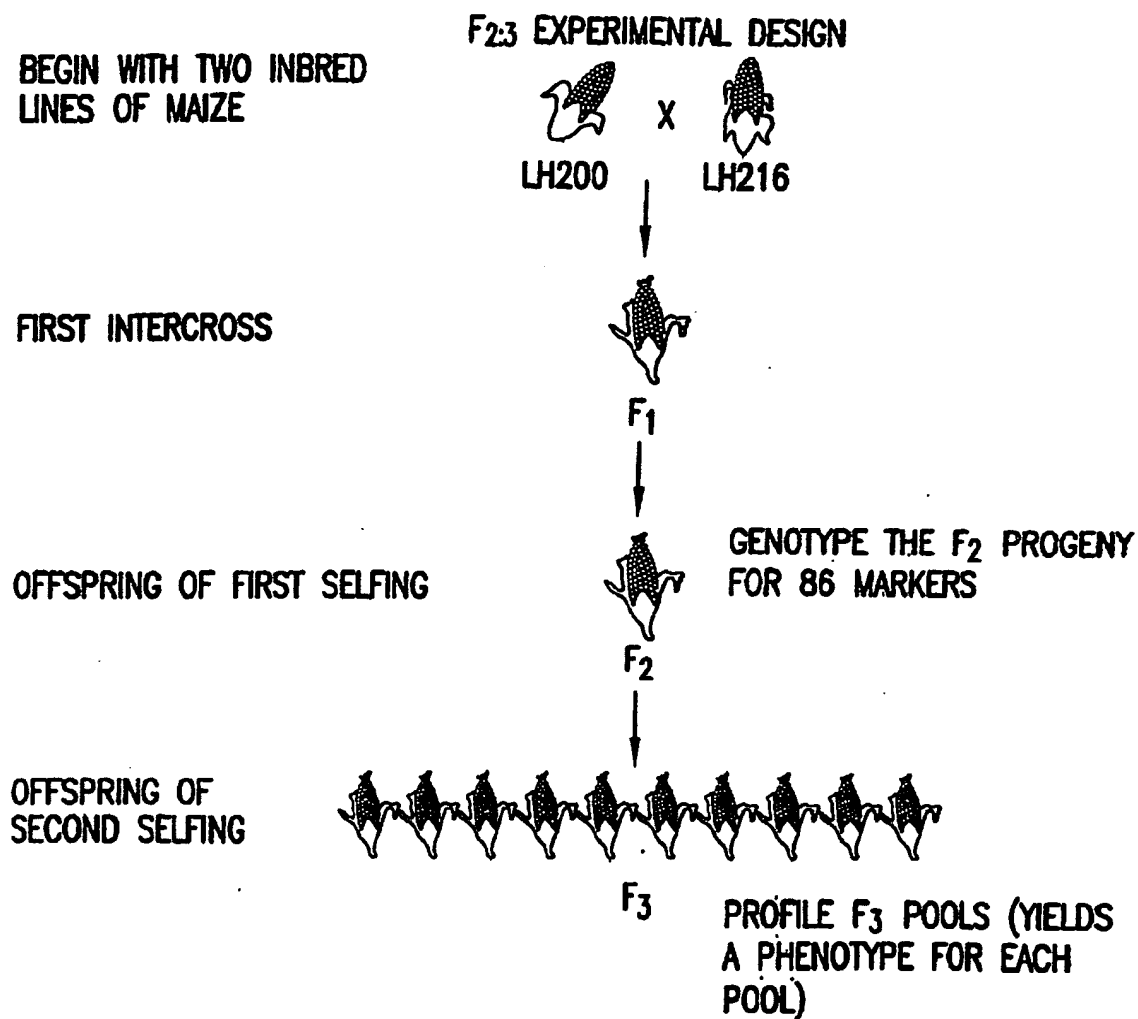 F2:3 EXPERIMENTAL DESIGN
BEGIN WITH TWO INBRED
LINES OF MAIZE
X
LH200
LH216
FIRST INTERCROSS
F1
OFFSPRING OF FIRST SELFING
GENOTYPE THE F2 PROGENY
FOR 86 MARKERS
F2
OFFSPRING OF
SECOND SELFING
F3
PROFILE F3 POOLS (YIELDS
A PHENOTYPE FOR EACH
POOL)